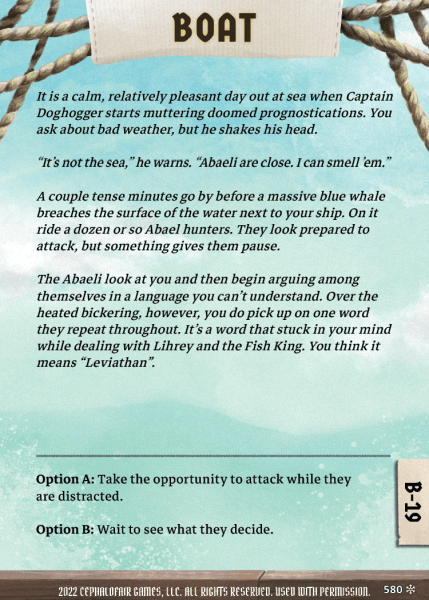 BOAT
It is a calm, relatively pleasant day out at sea when Captain
Doghogger starts muttering doomed prognostications. You
ask about bad weather, but he shakes his head.
“It’s not the sea,” he warns. “Abaeli are close. I can smell ’em.”
A couple tense minutes go by before a massive blue whale
breaches the surface of the water next to your ship. On it
ride a dozen or so Abael hunters. They look prepared to
attack, but something gives them pause.
The Abaeli look at you and then begin arguing among
themselves in a language you can’t understand. Over the
heated bickering, however, you do pick up on one word
they repeat throughout. It’s a word that stuck in your mind
while dealing with Lihrey and the Fish King. You think it
means “Leviathan”.
Option A: Take the opportunity to attack while they
are distracted.
Option B: Wait to see what they decide.
B-19
2022 CEPHALOFAIR GAMES, LLC. ALL RIGHTS RESERVED. USED WITH PERMISSION.
580